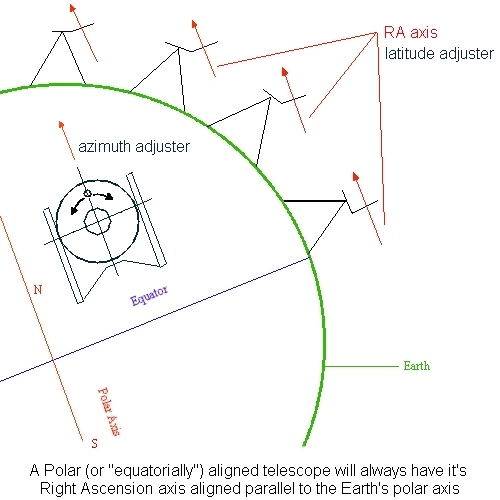 RA axis
latitude adjuster
azimuth adjuster
N
Equator
Earth
Polar Axis
S
A Polar (or "equatorially") aligned telescope will always have it's
Right Ascension axis aligned parallel to the Earth's polar axis